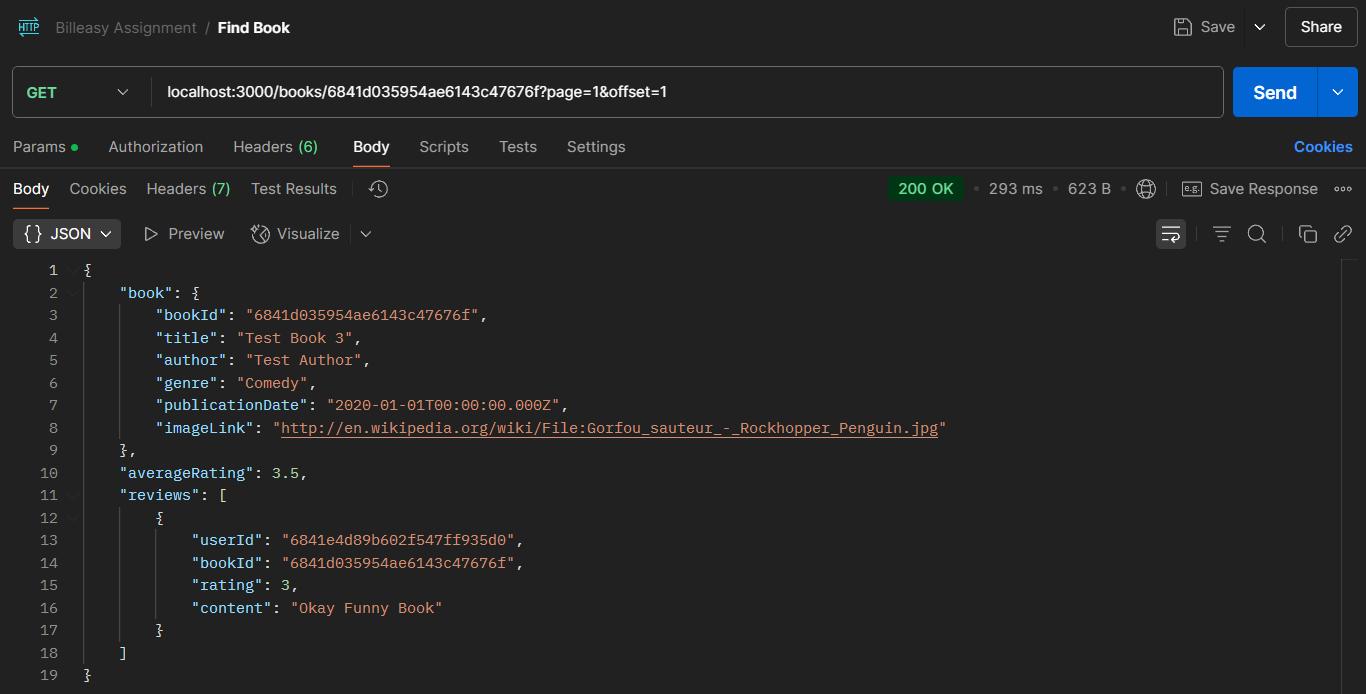 HTTP Billeasy Assignment / Find Book Save Share
GET localhost:3000/books/6841d035954ae6143c47676f?page=1&offset=1 Send
Params Authorization Headers (6) Body Scripts Tests Settings Cookies
Body Cookies Headers (7) Test Results 200 OK 293 ms 623 B e.g. Save Response
{} JSON Preview Visualize
1 {
2 "book": {
3 "bookId": "6841d035954ae6143c47676f",
4 "title": "Test Book 3",
5 "author": "Test Author",
6 "genre": "Comedy",
7 "publicationDate": "2020-01-01T00:00:00.000Z",
8 "imageLink": "http://en.wikipedia.org/wiki/File:Gorfou_sauteur_-_Rockhopper_Penguin.jpg"
9 },
10 "averageRating": 3.5,
11 "reviews": [
12 {
13 "userId": "6841e4d89b602f547ff935d0",
14 "bookId": "6841d035954ae6143c47676f",
15 "rating": 3,
16 "content": "Okay Funny Book"
17 }
18 ]
19 }